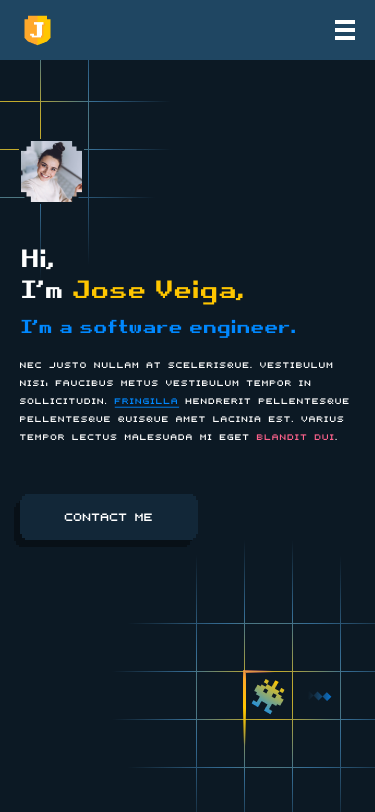 J
Hi,
I'm Jose Veiga,
I'm a software engineer.
NEC JUSTO NULLAM AT SCELERISQUE. VESTIBULUM
NISI, FAUCIBUS METUS VESTIBULUM TEMPOR IN
SOLLICITUDIN. FRINGILLA HENDRERIT PELLENTESQUE
PELLENTESQUE QUISQUE AMET LACINIA EST. VARIUS
TEMPOR LECTUS MALESUADA MI EGET BLANDIT DUI.
CONTACT ME